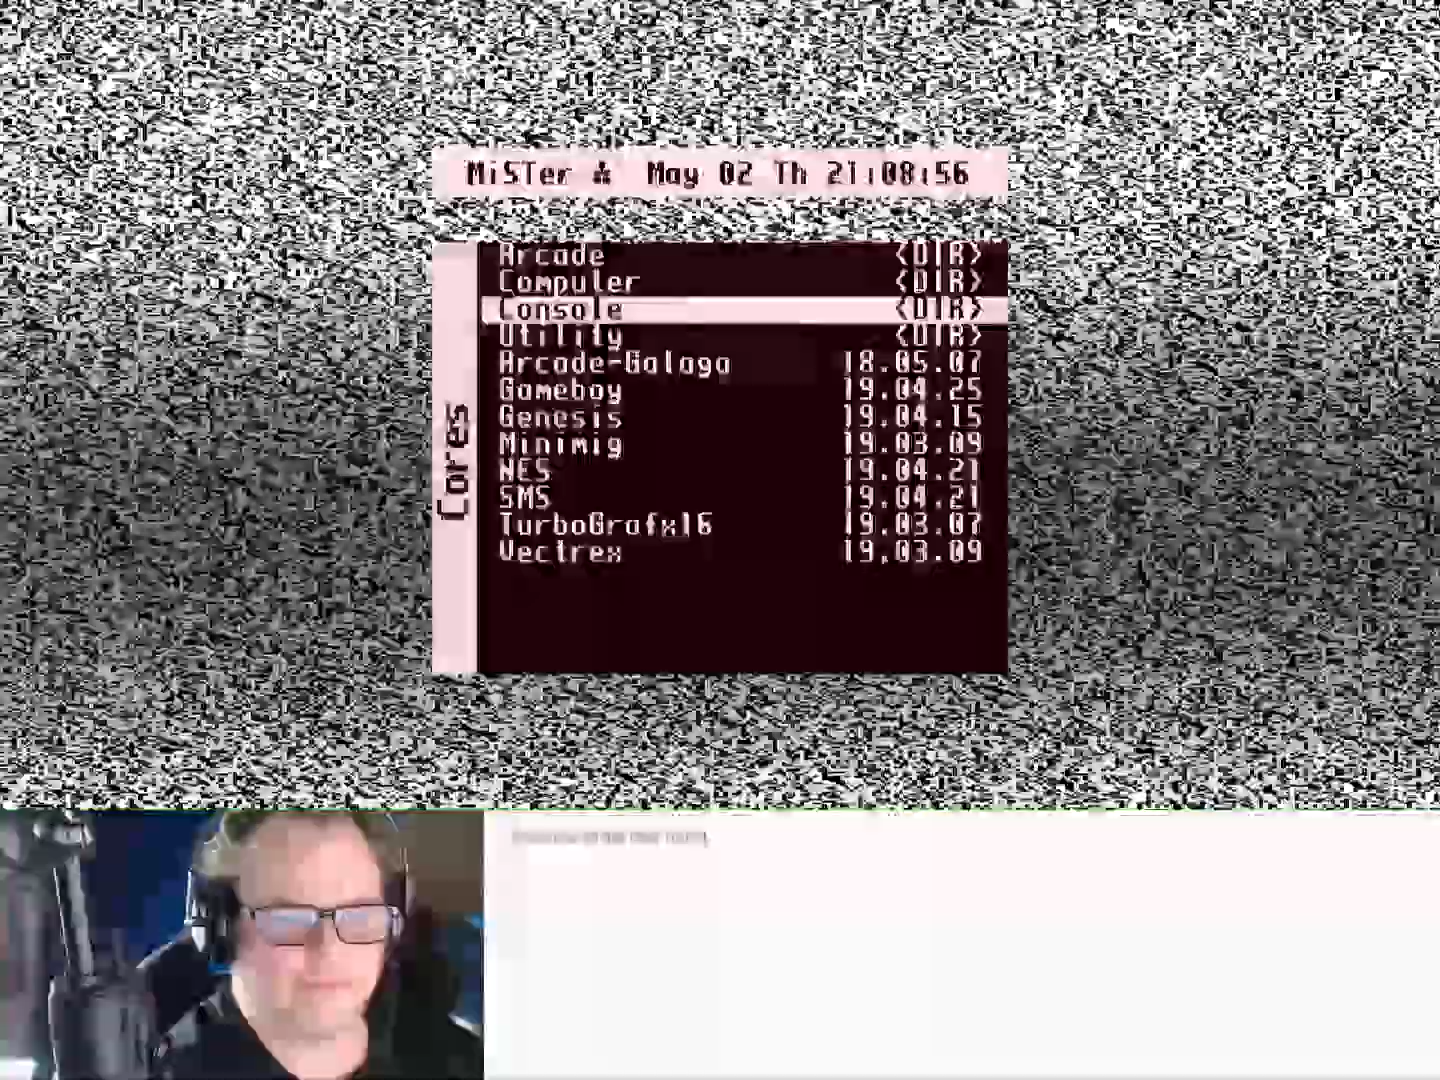 MiSTer May 02 Th 21:08:56
Cores
Arcade <DIR>
Computer <DIR>
Console <DIR>
Utility <DIR>
Arcade-Galaga 18.05.07
Gameboy 19.04.25
Genesis 19.04.15
Minimig 19.03.09
NES 19.04.21
SMS 19.04.21
TurboGrafx16 19.03.07
Vectrex 19.03.09